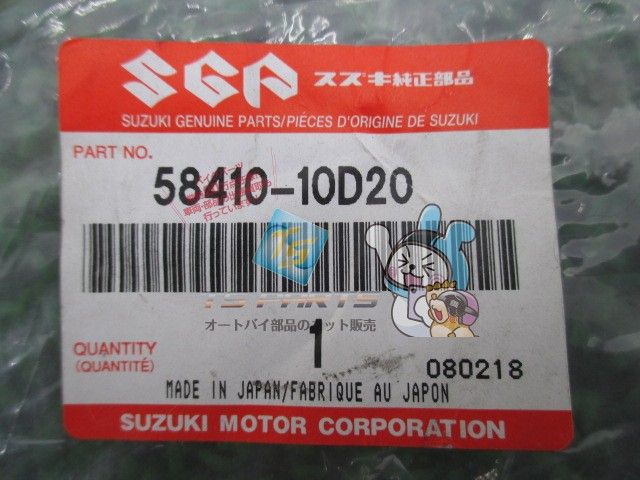 SGP スズキ純正部品
SUZUKI GENUINE PARTS/PIÈCES D'ORIGINE DE SUZUKI
PART NO.
58410-10D20
TS PARTS
オートバイ部品のネット販売
QUANTITY
(QUANTITÉ)
1
080218
MADE IN JAPAN/FABRIQUE AU JAPON
SUZUKI MOTOR CORPORATION